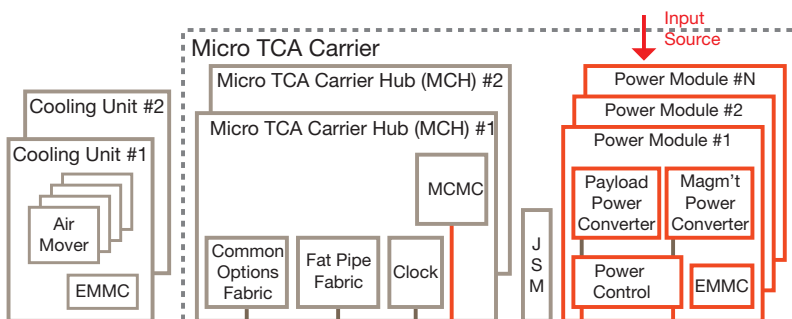 Input
Source
Micro TCA Carrier
Micro TCA Carrier Hub (MCH) #2
Micro TCA Carrier Hub (MCH) #1
MCMC
Common
Options
Fabric
Fat Pipe
Fabric
Clock
Cooling Unit #2
Cooling Unit #1
Air
Mover
EMMC
J
S
M
Power Module #N
Power Module #2
Power Module #1
Payload
Power
Converter
Magm't
Power
Converter
Power
Control
EMMC